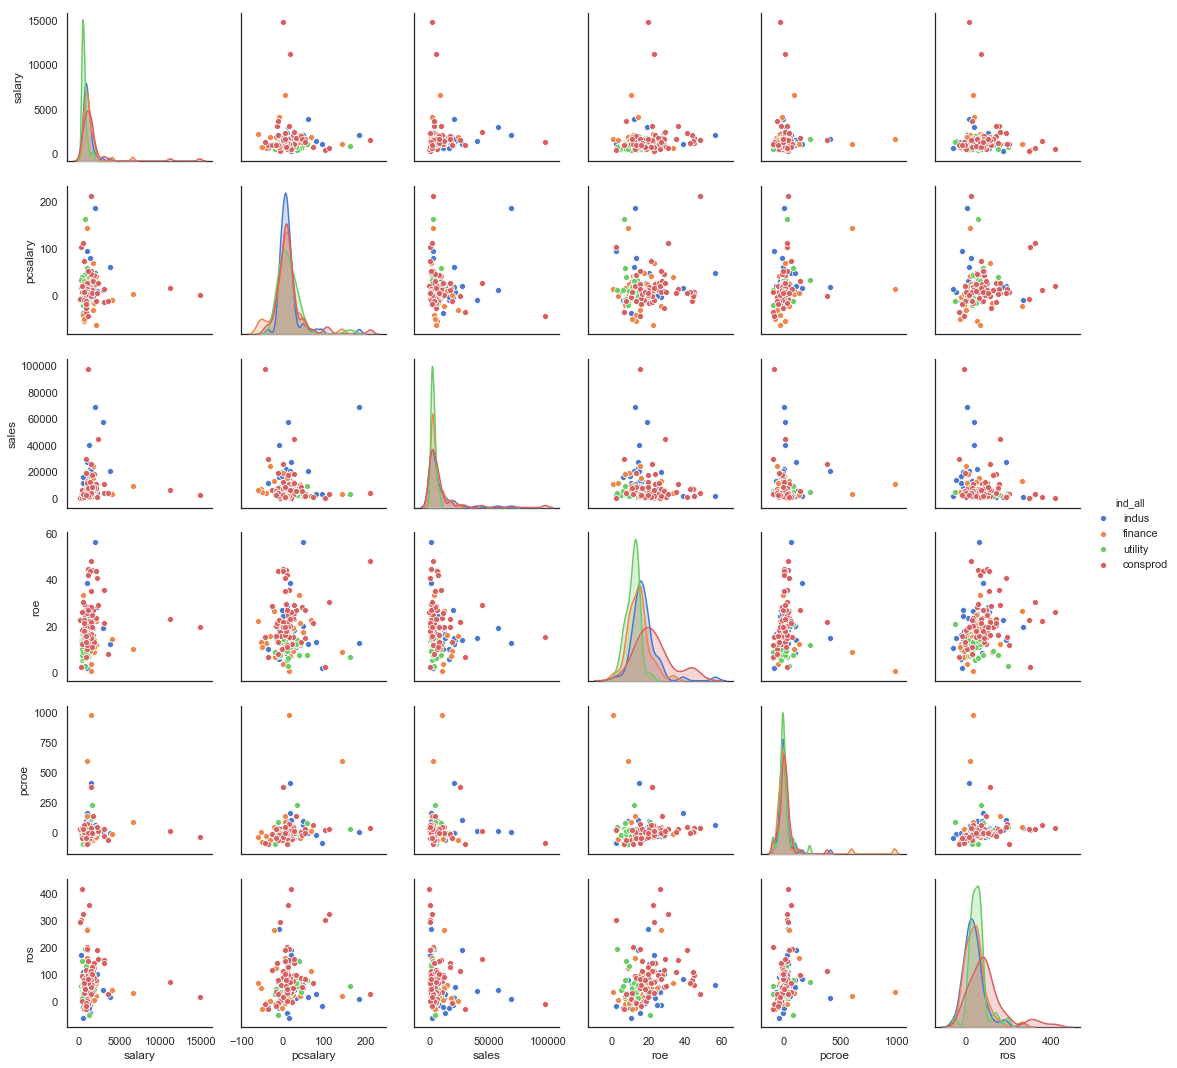 15000
10000
5000
0
salary
200
100
0
pcsalary
100000
80000
60000
40000
20000
0
sales
ind_all
indus
finance
utility
consprod
60
40
20
0
roe
1000
750
500
250
0
pcroe
400
300
200
100
0
ros
0 5000 10000 15000
salary
−100 0 100 200
pcsalary
0 50000 100000
sales
0 20 40 60
roe
0 500 1000
pcroe
0 200 400
ros